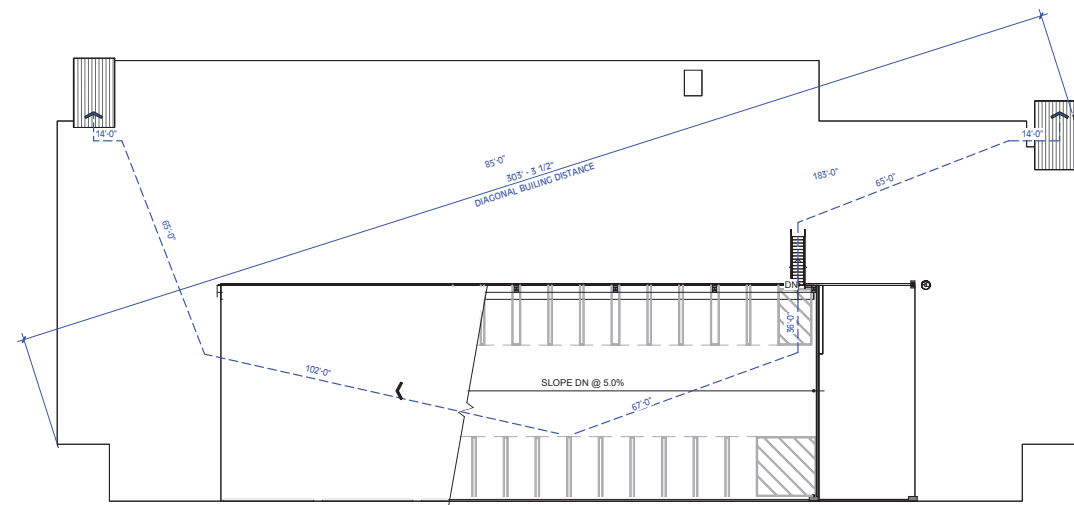 14'-0"
14'-0"
85'-0"
303' - 3 1/2"
DIAGONAL BUILING DISTANCE
183'-0"
65'-0"
65'-0"
DN
36'-0"
102'-0"
SLOPE DN @ 5.0%
67'-0"